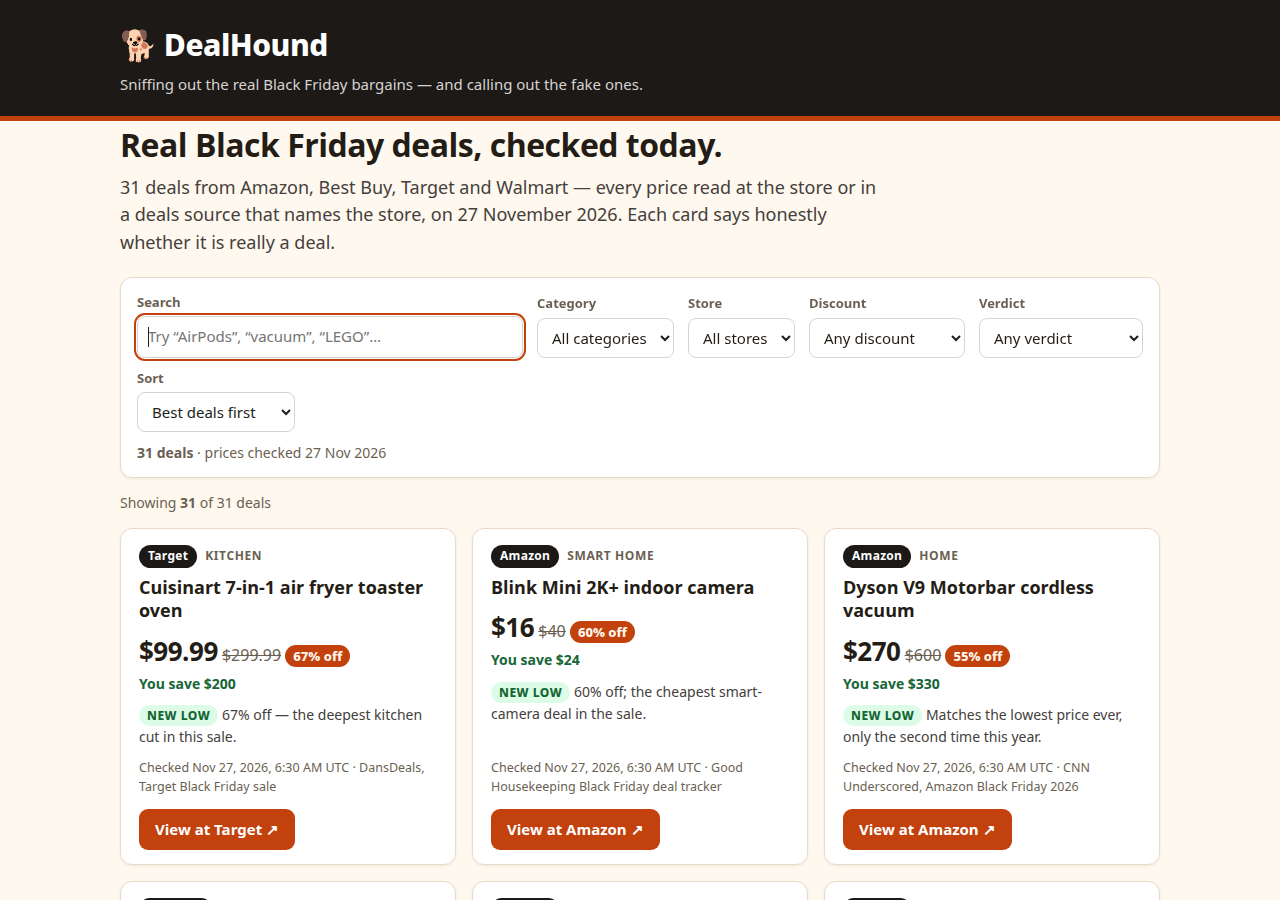 DealHound
Sniffing out the real Black Friday bargains — and calling out the fake ones.
Real Black Friday deals, checked today.
31 deals from Amazon, Best Buy, Target and Walmart — every price read at the store or in
a deals source that names the store, on 27 November 2026. Each card says honestly
whether it is really a deal.
Search
Try “AirPods”, “vacuum”, “LEGO”…
Category
All categories
Store
All stores
Discount
Any discount
Verdict
Any verdict
Sort
Best deals first
31 deals · prices checked 27 Nov 2026
Showing 31 of 31 deals
Target KITCHEN
Cuisinart 7-in-1 air fryer toaster
oven
$99.99 $299.99 67% off
You save $200
NEW LOW 67% off — the deepest kitchen
cut in this sale.
Checked Nov 27, 2026, 6:30 AM UTC · DansDeals,
Target Black Friday sale
View at Target ↗
Amazon SMART HOME
Blink Mini 2K+ indoor camera
$16 $40 60% off
You save $24
NEW LOW 60% off; the cheapest smart-
camera deal in the sale.
Checked Nov 27, 2026, 6:30 AM UTC · Good
Housekeeping Black Friday deal tracker
View at Amazon ↗
Amazon HOME
Dyson V9 Motorbar cordless
vacuum
$270 $600 55% off
You save $330
NEW LOW Matches the lowest price ever,
only the second time this year.
Checked Nov 27, 2026, 6:30 AM UTC · CNN
Underscored, Amazon Black Friday 2026
View at Amazon ↗